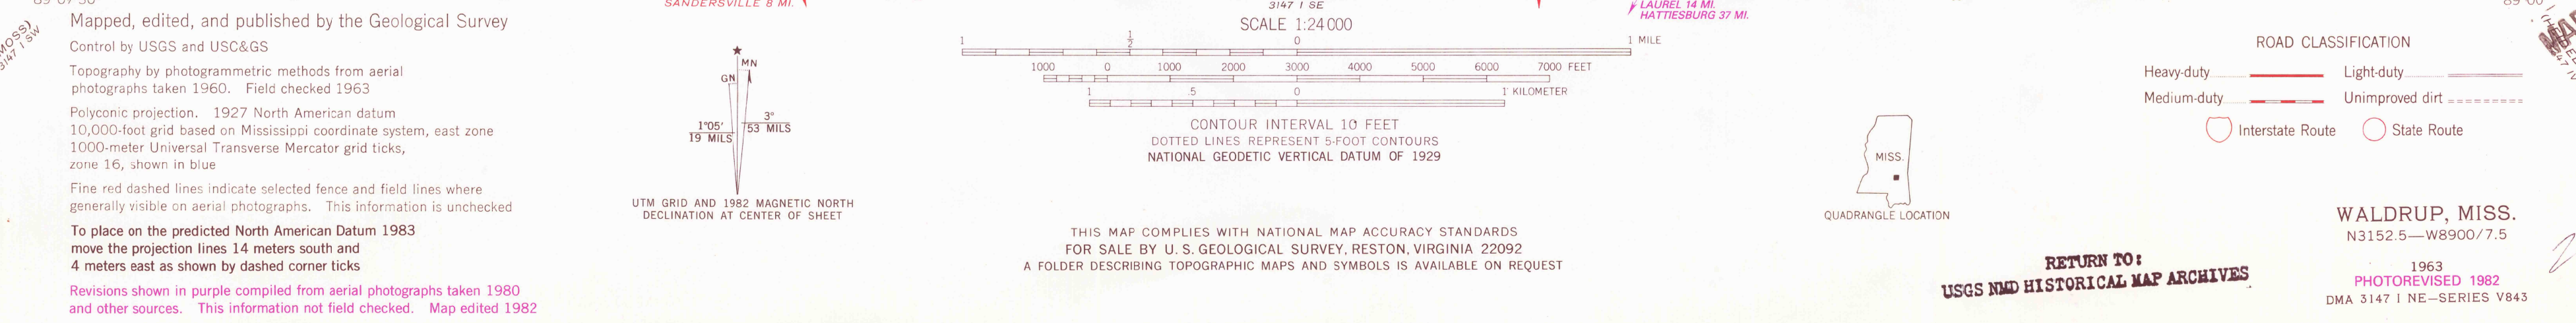 Mapped, edited, and published by the Geological Survey
Control by USGS and USC&GS
Topography by photogrammetric methods from aerial
photographs taken 1960. Field checked 1963
Polyconic projection. 1927 North American datum
10,000-foot grid based on Mississippi coordinate system, east zone
1000-meter Universal Transverse Mercator grid ticks,
zone 16, shown in blue
Fine red dashed lines indicate selected fence and field lines where
generally visible on aerial photographs. This information is unchecked
To place on the predicted North American Datum 1983
move the projection lines 14 meters south and
4 meters east as shown by dashed corner ticks
Revisions shown in purple compiled from aerial photographs taken 1980
and other sources. This information not field checked. Map edited 1982
3147 I SW
SANDERSVILLE 8 MI.
MN
GN
1°05′
19 MILS
3°
53 MILS
UTM GRID AND 1982 MAGNETIC NORTH
DECLINATION AT CENTER OF SHEET
3147 I SE
SCALE 1:24 000
1 1/2 0 1 MILE
1000 0 1000 2000 3000 4000 5000 6000 7000 FEET
1 .5 0 1 KILOMETER
CONTOUR INTERVAL 10 FEET
DOTTED LINES REPRESENT 5-FOOT CONTOURS
NATIONAL GEODETIC VERTICAL DATUM OF 1929
THIS MAP COMPLIES WITH NATIONAL MAP ACCURACY STANDARDS
FOR SALE BY U. S. GEOLOGICAL SURVEY, RESTON, VIRGINIA 22092
A FOLDER DESCRIBING TOPOGRAPHIC MAPS AND SYMBOLS IS AVAILABLE ON REQUEST
LAUREL 14 MI.
HATTIESBURG 37 MI.
MISS.
QUADRANGLE LOCATION
ROAD CLASSIFICATION
Heavy-duty Light-duty
Medium-duty Unimproved dirt
Interstate Route State Route
RETURN TO:
USGS NMD HISTORICAL MAP ARCHIVES
WALDRUP, MISS.
N3152.5—W8900/7.5
1963
PHOTOREVISED 1982
DMA 3147 I NE—SERIES V843